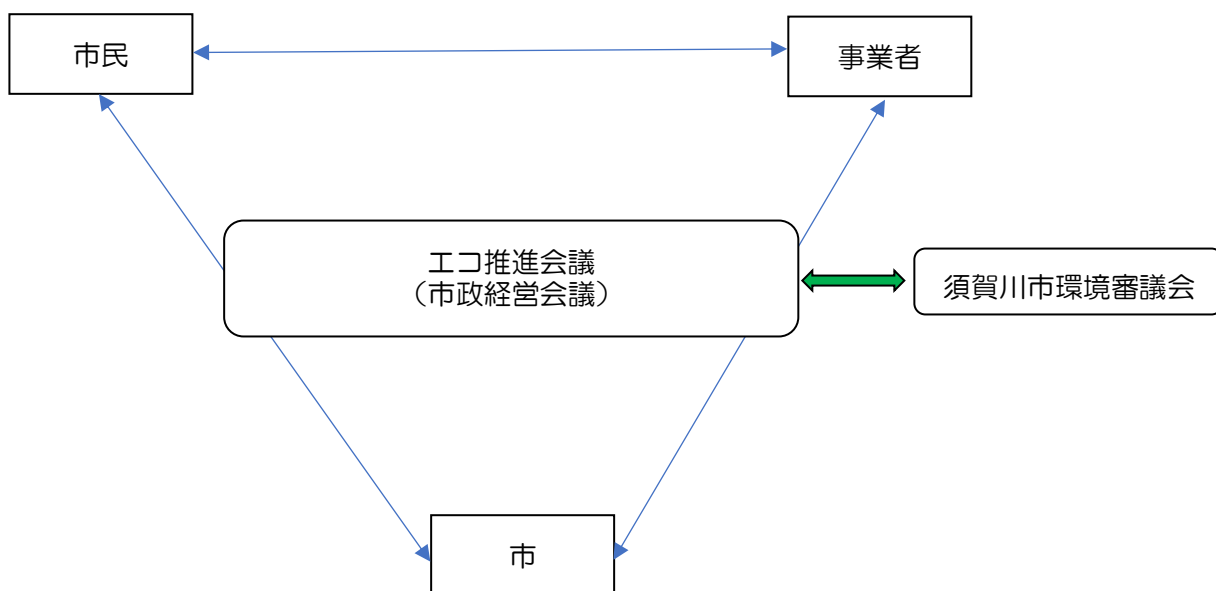 市民
事業者
エコ推進会議
（市政経営会議）
須賀川市環境審議会
市